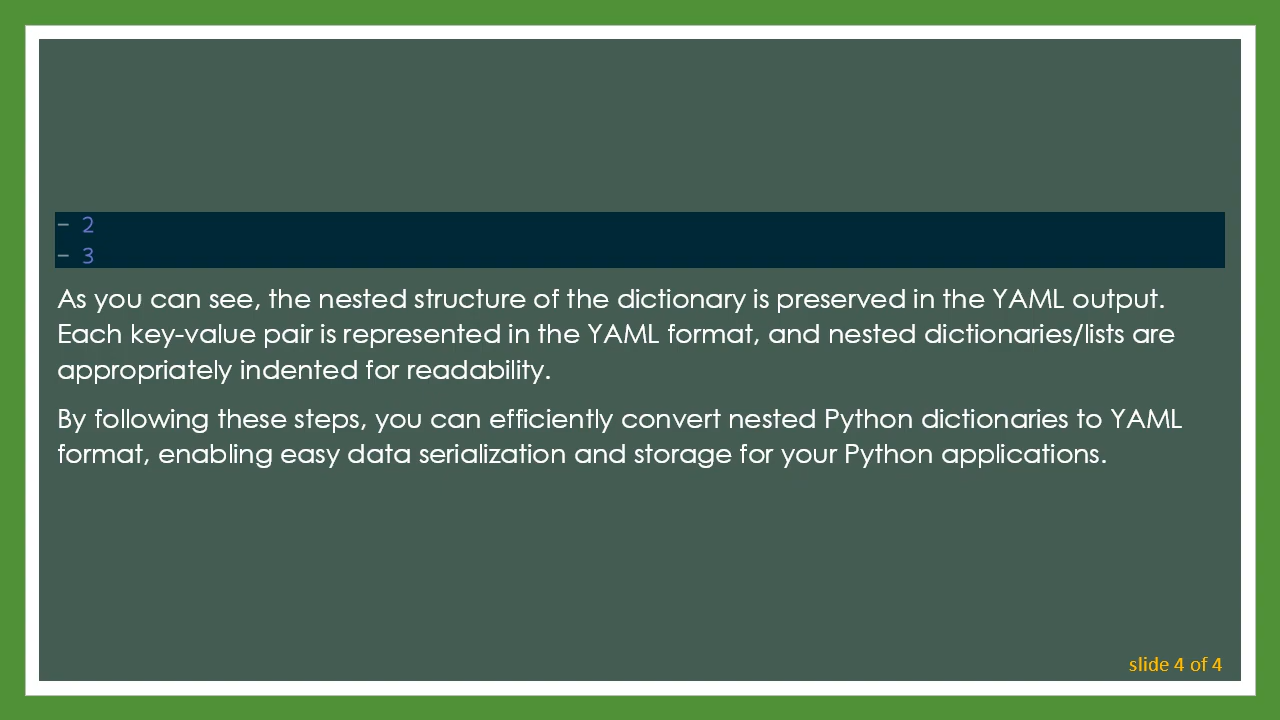 - 2
- 3
As you can see, the nested structure of the dictionary is preserved in the YAML output.
Each key-value pair is represented in the YAML format, and nested dictionaries/lists are
appropriately indented for readability.
By following these steps, you can efficiently convert nested Python dictionaries to YAML
format, enabling easy data serialization and storage for your Python applications.
slide 4 of 4